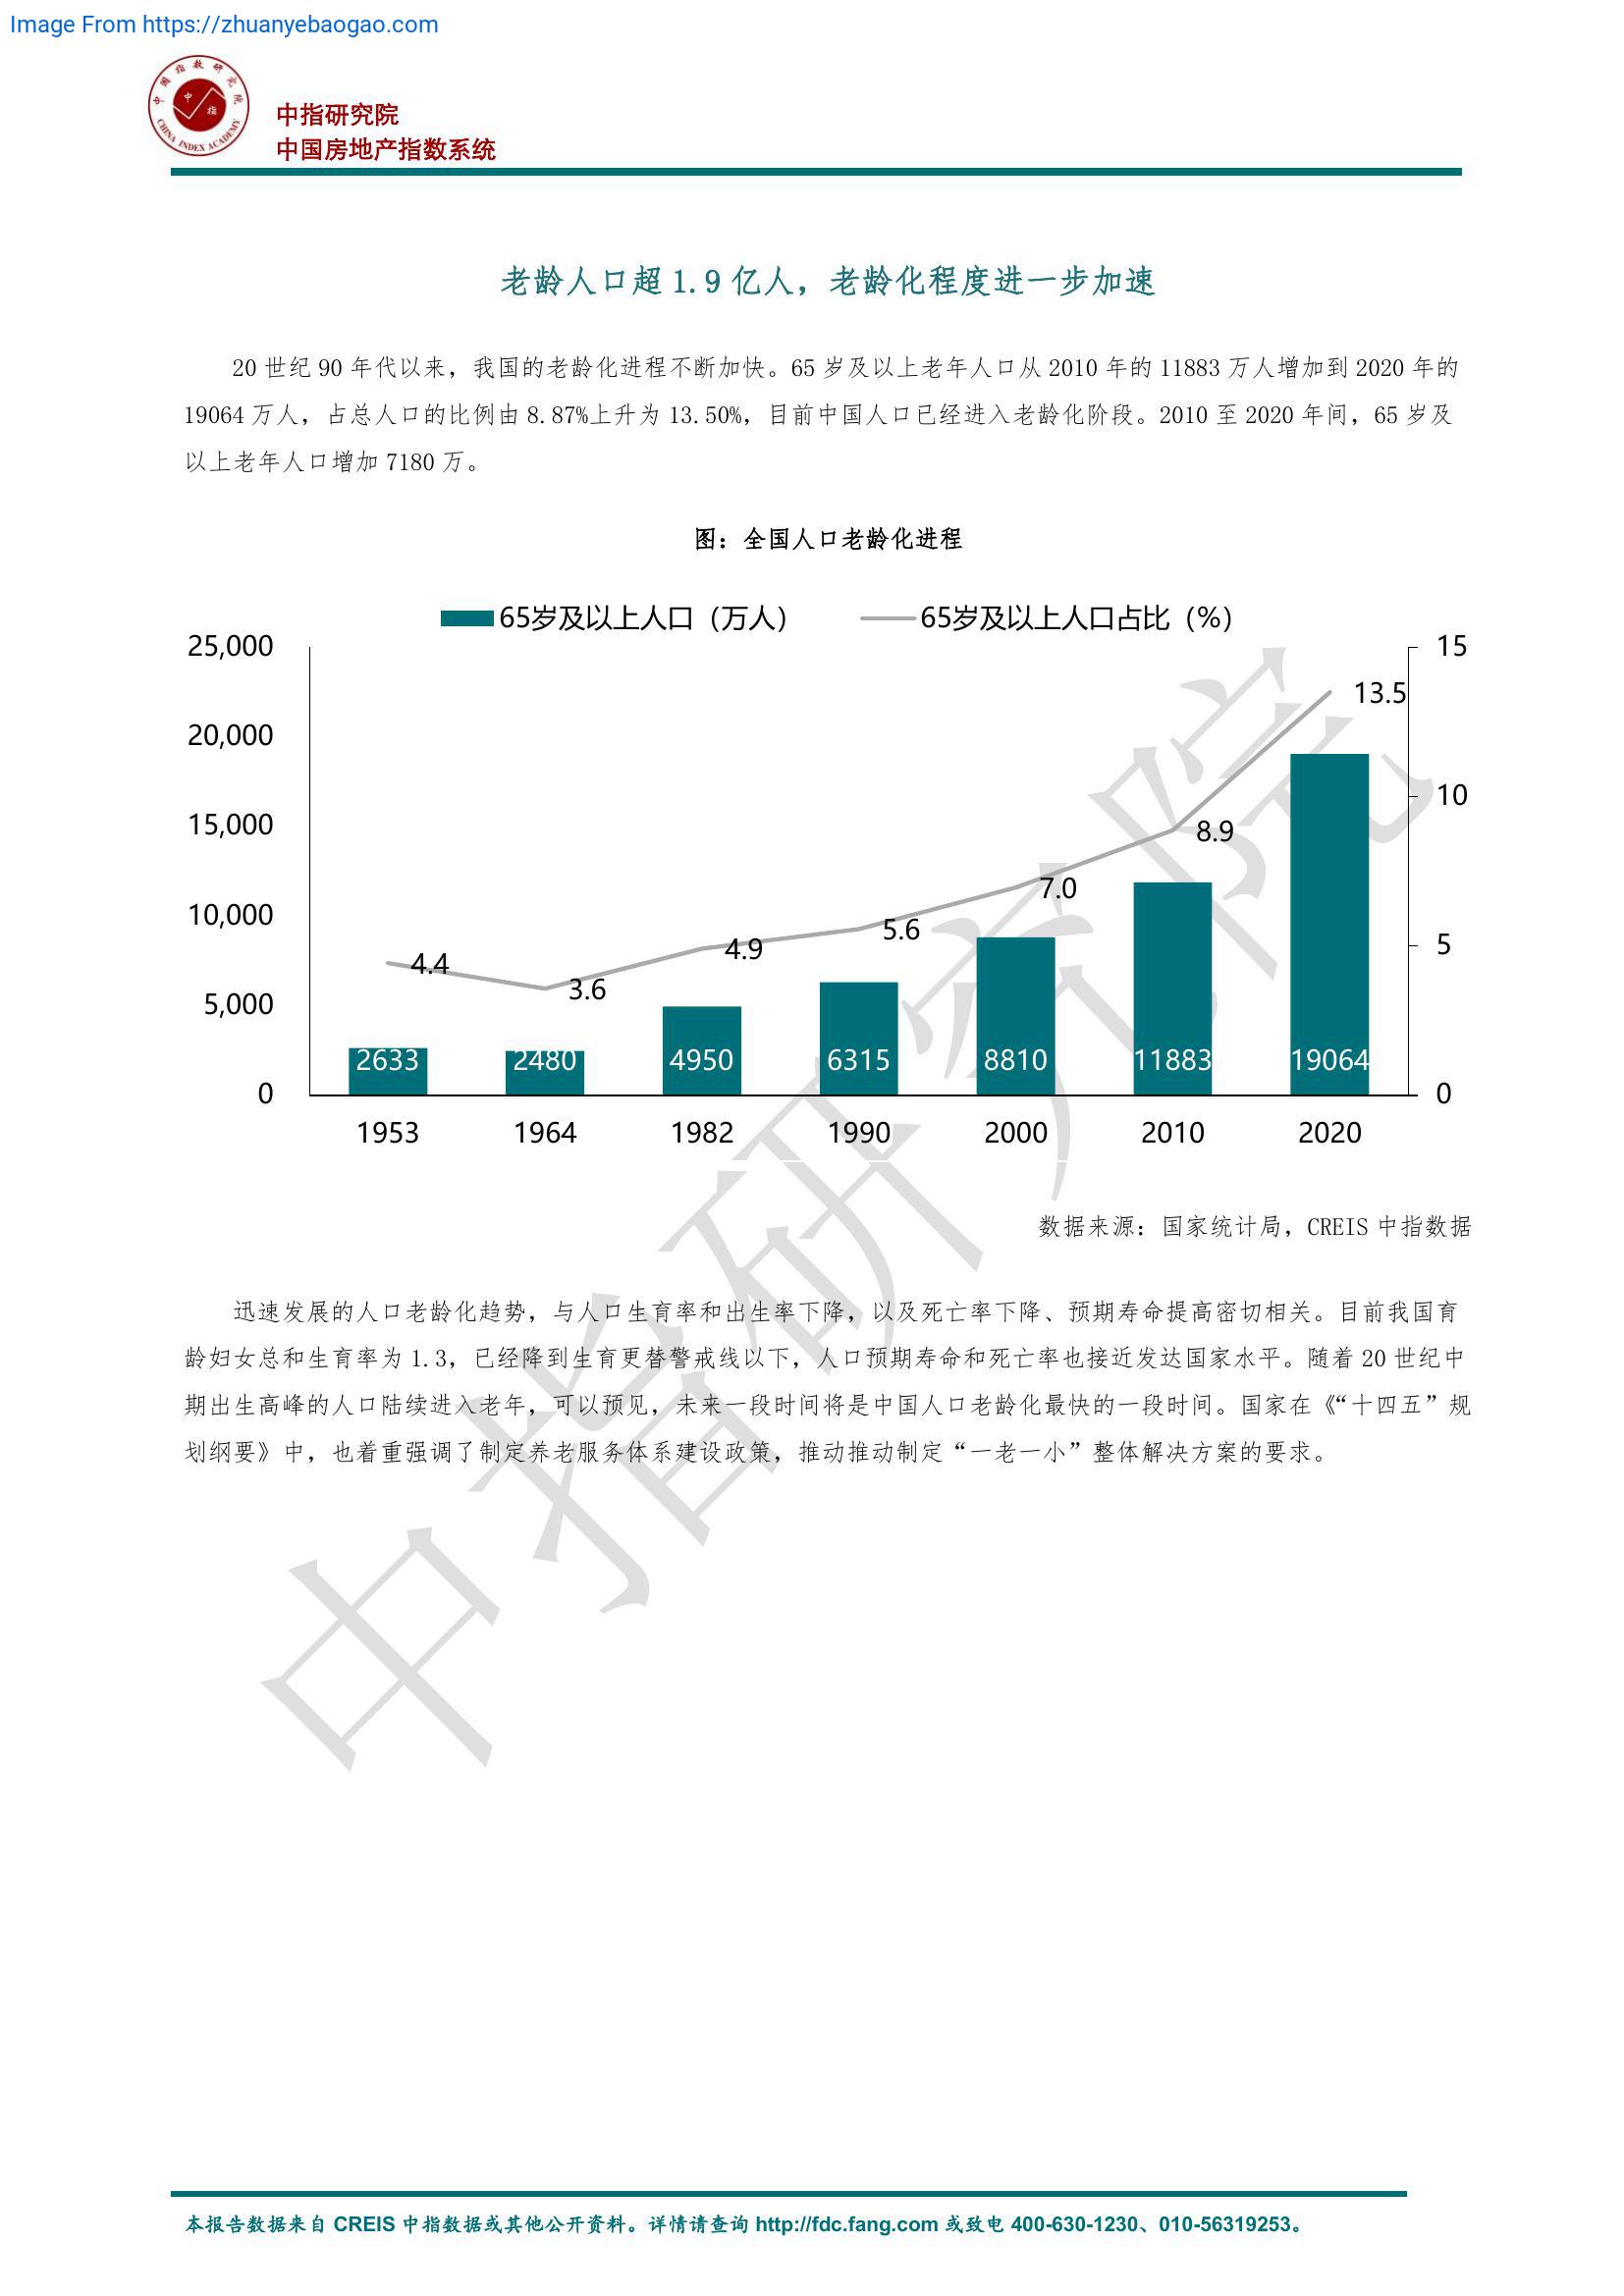 Image From https://zhuanyebaogao.com
中国指数研究院
中
指
CHINA INDEX ACADEMY
中指研究院
中国房地产指数系统
老龄人口超 1.9 亿人，老龄化程度进一步加速
20 世纪 90 年代以来，我国的老龄化进程不断加快。65 岁及以上老年人口从 2010 年的 11883 万人增加到 2020 年的
19064 万人，占总人口的比例由 8.87%上升为 13.50%，目前中国人口已经进入老龄化阶段。2010 至 2020 年间，65 岁及
以上老年人口增加 7180 万。
图：全国人口老龄化进程
65岁及以上人口（万人） 65岁及以上人口占比（%）
25,000 15
13.5
20,000
10
15,000
8.9
10,000
7.0
5.6
4.9
5
4.4
3.6
5,000
2633 2480 4950 6315 8810 11883 19064
0 0
1953 1964 1982 1990 2000 2010 2020
数据来源：国家统计局，CREIS 中指数据
迅速发展的人口老龄化趋势，与人口生育率和出生率下降，以及死亡率下降、预期寿命提高密切相关。目前我国育
龄妇女总和生育率为 1.3，已经降到生育更替警戒线以下，人口预期寿命和死亡率也接近发达国家水平。随着 20 世纪中
期出生高峰的人口陆续进入老年，可以预见，未来一段时间将是中国人口老龄化最快的一段时间。国家在《“十四五”规
划纲要》中，也着重强调了制定养老服务体系建设政策，推动推动制定“一老一小”整体解决方案的要求。
中指研究院
本报告数据来自 CREIS 中指数据或其他公开资料。详情请查询 http://fdc.fang.com 或致电 400-630-1230、010-56319253。